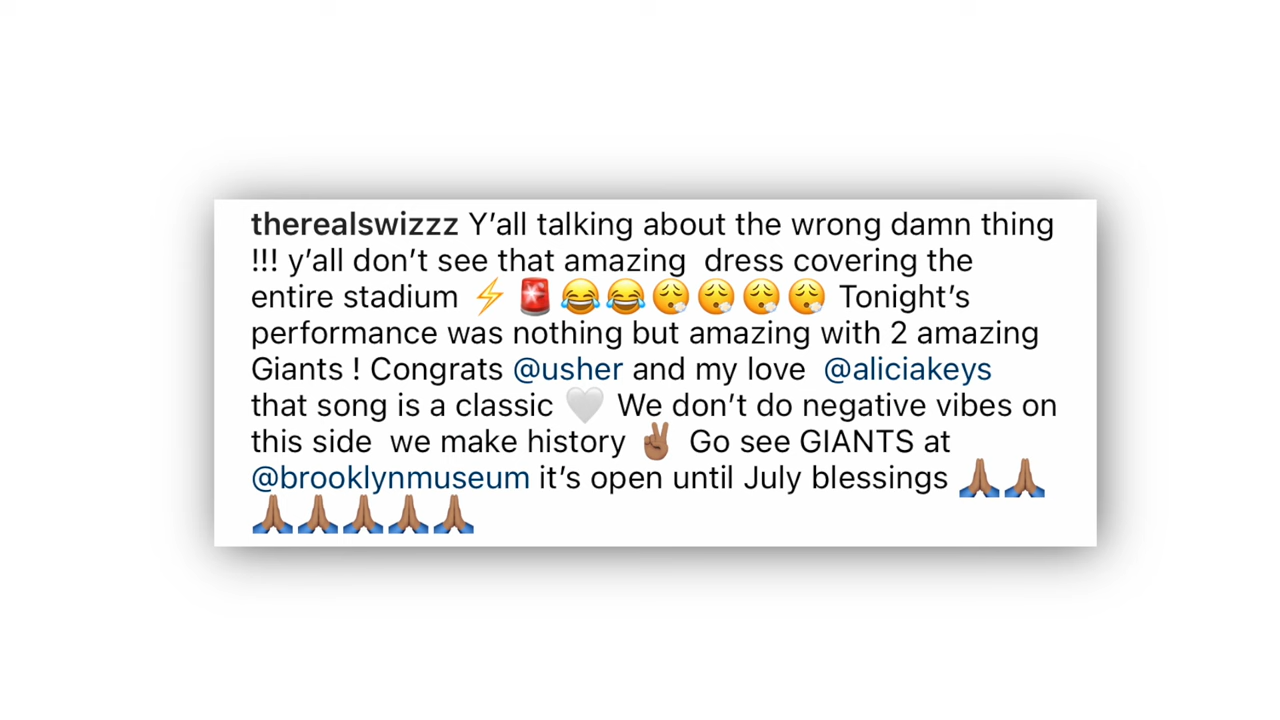 therealswizzz Y’all talking about the wrong damn thing
!!! y’all don’t see that amazing  dress covering the
entire stadium ⚡️🚨😂😂😮‍💨😮‍💨😮‍💨😮‍💨 Tonight’s
performance was nothing but amazing with 2 amazing
Giants ! Congrats @usher and my love  @aliciakeys
that song is a classic 🤍 We don’t do negative vibes on
this side  we make history ✌🏾 Go see GIANTS at
@brooklynmuseum it’s open until July blessings 🙏🏾🙏🏾
🙏🏾🙏🏾🙏🏾🙏🏾🙏🏾